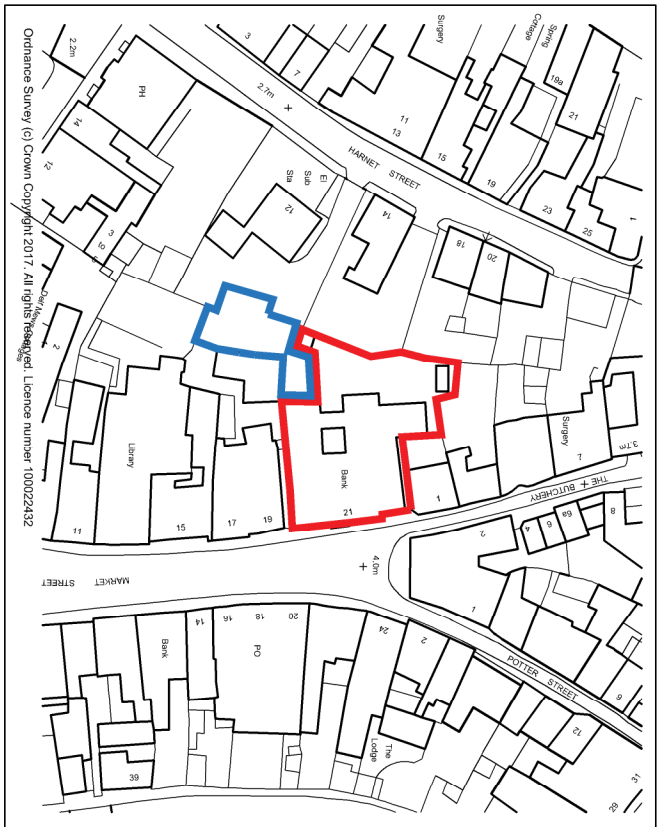 2.2m
3
7
2.7m
PH
14
12
3
to
5
2
Surgery
11
13
15
19
HARNET STREET
Spring
Cottage
19a
21
23
25
1
El
Sub
Sta
12
14
18
20
Surgery
7
3.7m
THE BUTCHERY
Library
11
15
17
19
Bank
21
1
2
4
6
6a
8
1
4.0m
MARKET
STREET
POTTER STREET
Bank
14
16
18
20
PO
24
2
The
Lodge
12
9
31
29
39
Ordnance Survey (c) Crown Copyright 2017. All rights reserved. Licence number 100022432